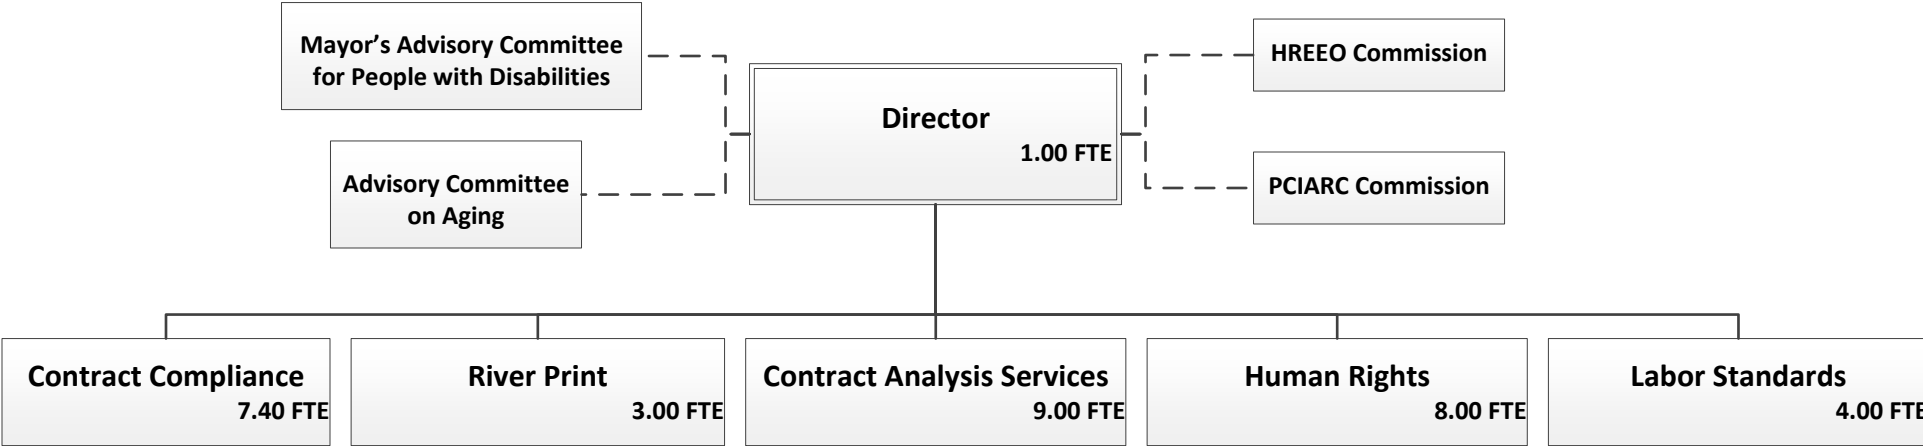 Mayor's Advisory Committee
for People with Disabilities
HREEO Commission
Director
1.00 FTE
Advisory Committee
on Aging
PCIARC Commission
Contract Compliance
7.40 FTE
River Print
3.00 FTE
Contract Analysis Services
9.00 FTE
Human Rights
8.00 FTE
Labor Standards
4.00 FTE